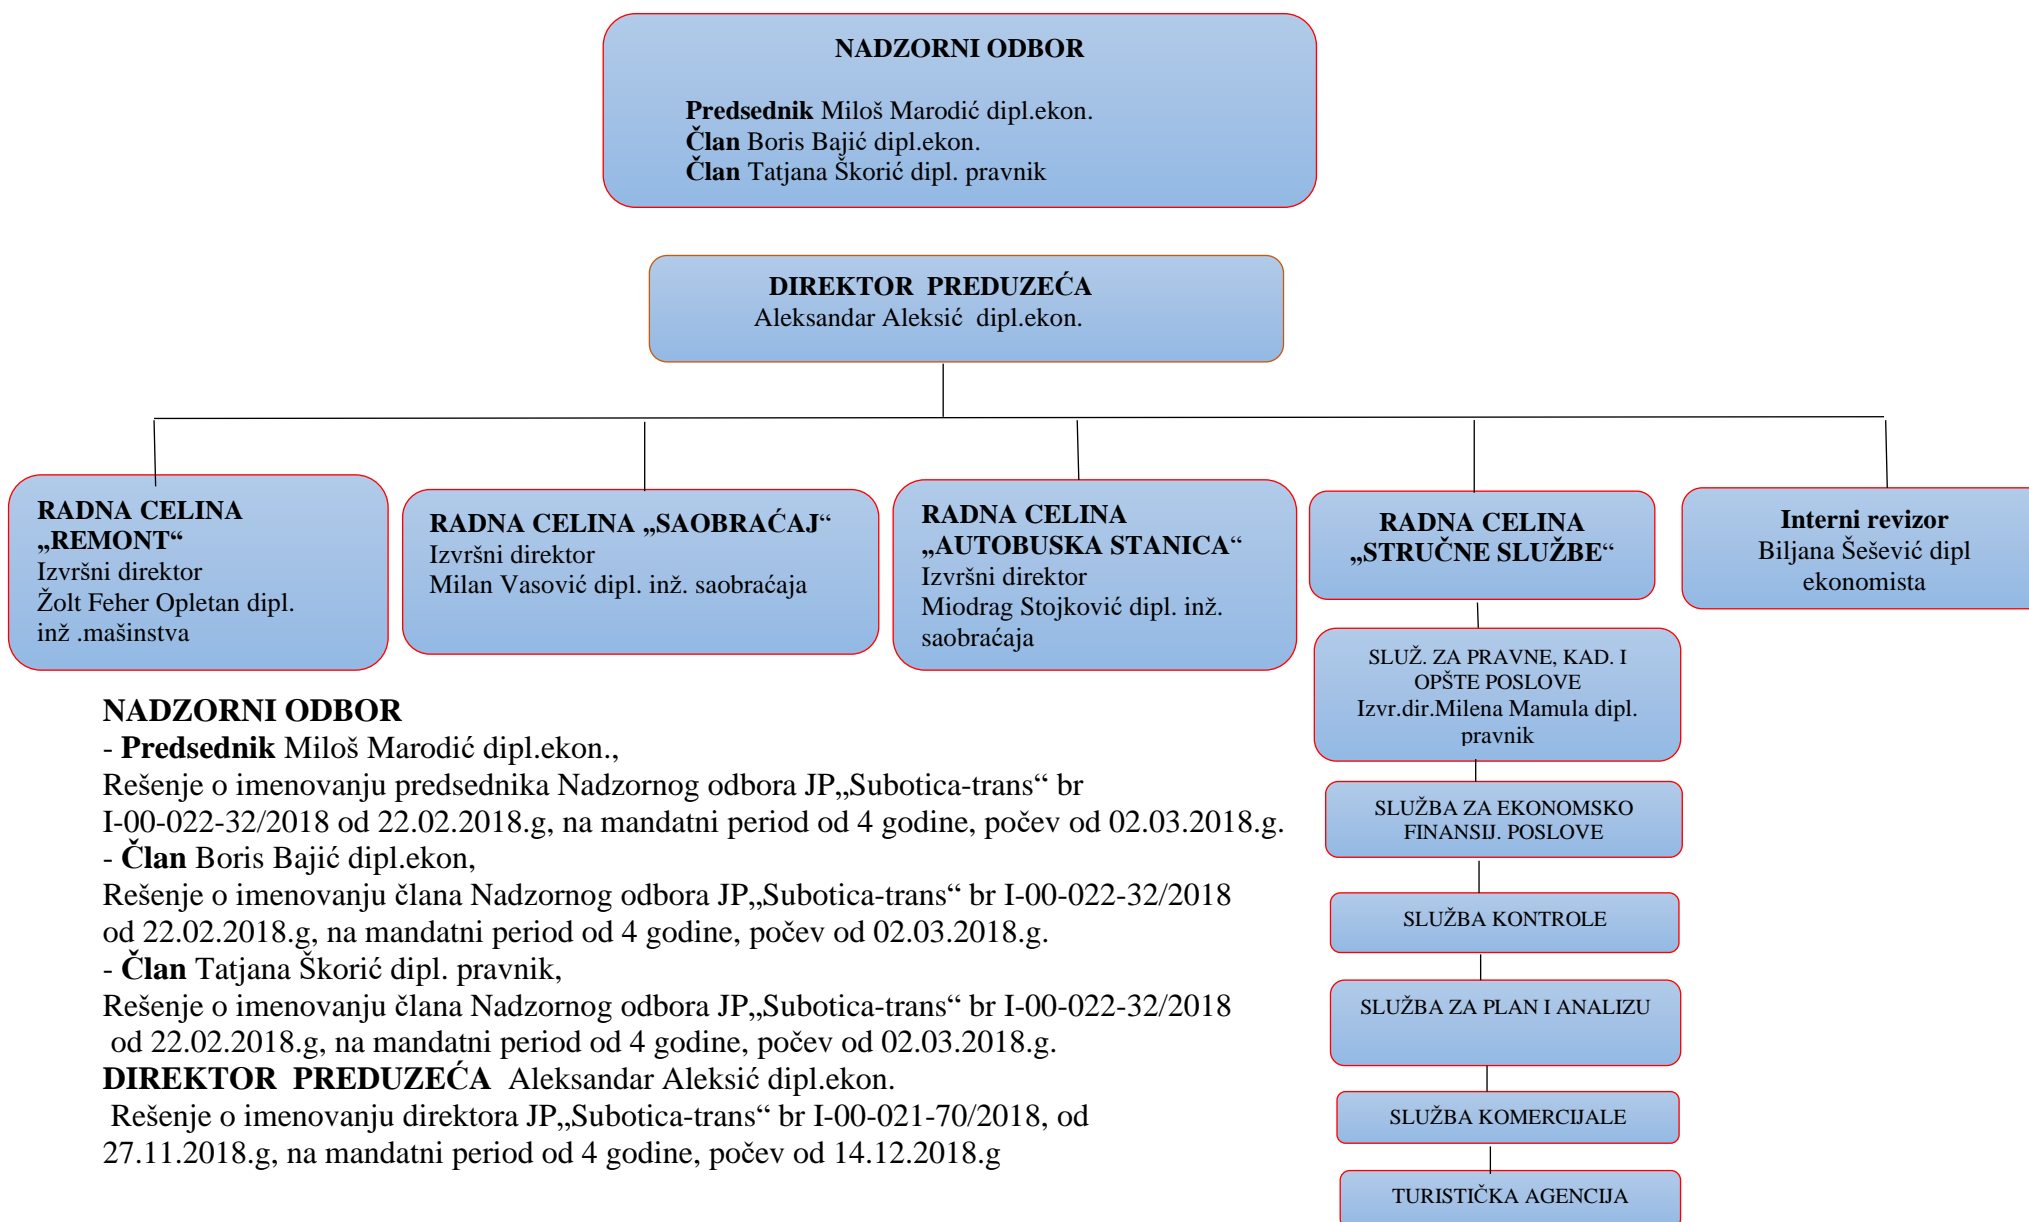 NADZORNI ODBOR
Predsednik Miloš Marodić dipl.ekon.
Član Boris Bajić dipl.ekon.
Član Tatjana Škorić dipl. pravnik
DIREKTOR  PREDUZEĆA
Aleksandar Aleksić  dipl.ekon.
RADNA CELINA
„REMONT“
Izvršni direktor
Žolt Feher Opletan dipl.
inž .mašinstva
RADNA CELINA „SAOBRAĆAJ“
Izvršni direktor
Milan Vasović dipl. inž. saobraćaja
RADNA CELINA
„AUTOBUSKA STANICA“
Izvršni direktor
Miodrag Stojković dipl. inž.
saobraćaja
RADNA CELINA
„STRUČNE SLUŽBE“
Interni revizor
Biljana Šešević dipl
ekonomista
SLUŽ. ZA PRAVNE, KAD. I
OPŠTE POSLOVE
Izvr.dir.Milena Mamula dipl.
pravnik
SLUŽBA ZA EKONOMSKO
FINANSIJ. POSLOVE
SLUŽBA KONTROLE
SLUŽBA ZA PLAN I ANALIZU
SLUŽBA KOMERCIJALE
TURISTIČKA AGENCIJA
NADZORNI ODBOR
- Predsednik Miloš Marodić dipl.ekon.,
Rešenje o imenovanju predsednika Nadzornog odbora JP„Subotica-trans“ br
I-00-022-32/2018 od 22.02.2018.g, na mandatni period od 4 godine, počev od 02.03.2018.g.
- Član Boris Bajić dipl.ekon,
Rešenje o imenovanju člana Nadzornog odbora JP„Subotica-trans“ br I-00-022-32/2018
od 22.02.2018.g, na mandatni period od 4 godine, počev od 02.03.2018.g.
- Član Tatjana Škorić dipl. pravnik,
Rešenje o imenovanju člana Nadzornog odbora JP„Subotica-trans“ br I-00-022-32/2018
od 22.02.2018.g, na mandatni period od 4 godine, počev od 02.03.2018.g.
DIREKTOR  PREDUZEĆA  Aleksandar Aleksić dipl.ekon.
Rešenje o imenovanju direktora JP„Subotica-trans“ br I-00-021-70/2018, od
27.11.2018.g, na mandatni period od 4 godine, počev od 14.12.2018.g